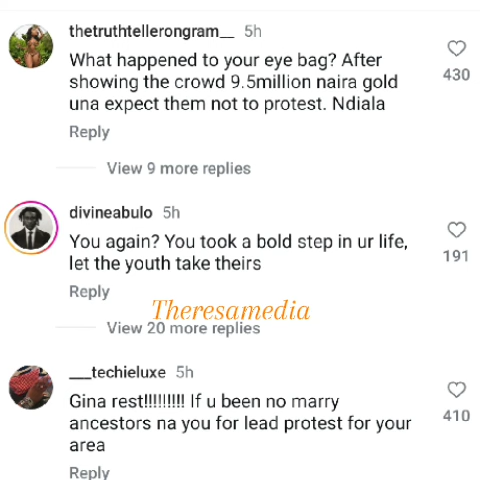 thetruthtellerongram__ 5h
What happened to your eye bag? After
showing the crowd 9.5million naira gold
una expect them not to protest. Ndiala
430
Reply
View 9 more replies
divineabulo 5h
You again? You took a bold step in ur life,
let the youth take theirs
191
Reply
Theresamedia
View 20 more replies
___techieluxe 5h
Gina rest!!!!!!!!! If u been no marry
ancestors na you for lead protest for your
area
410
Reply